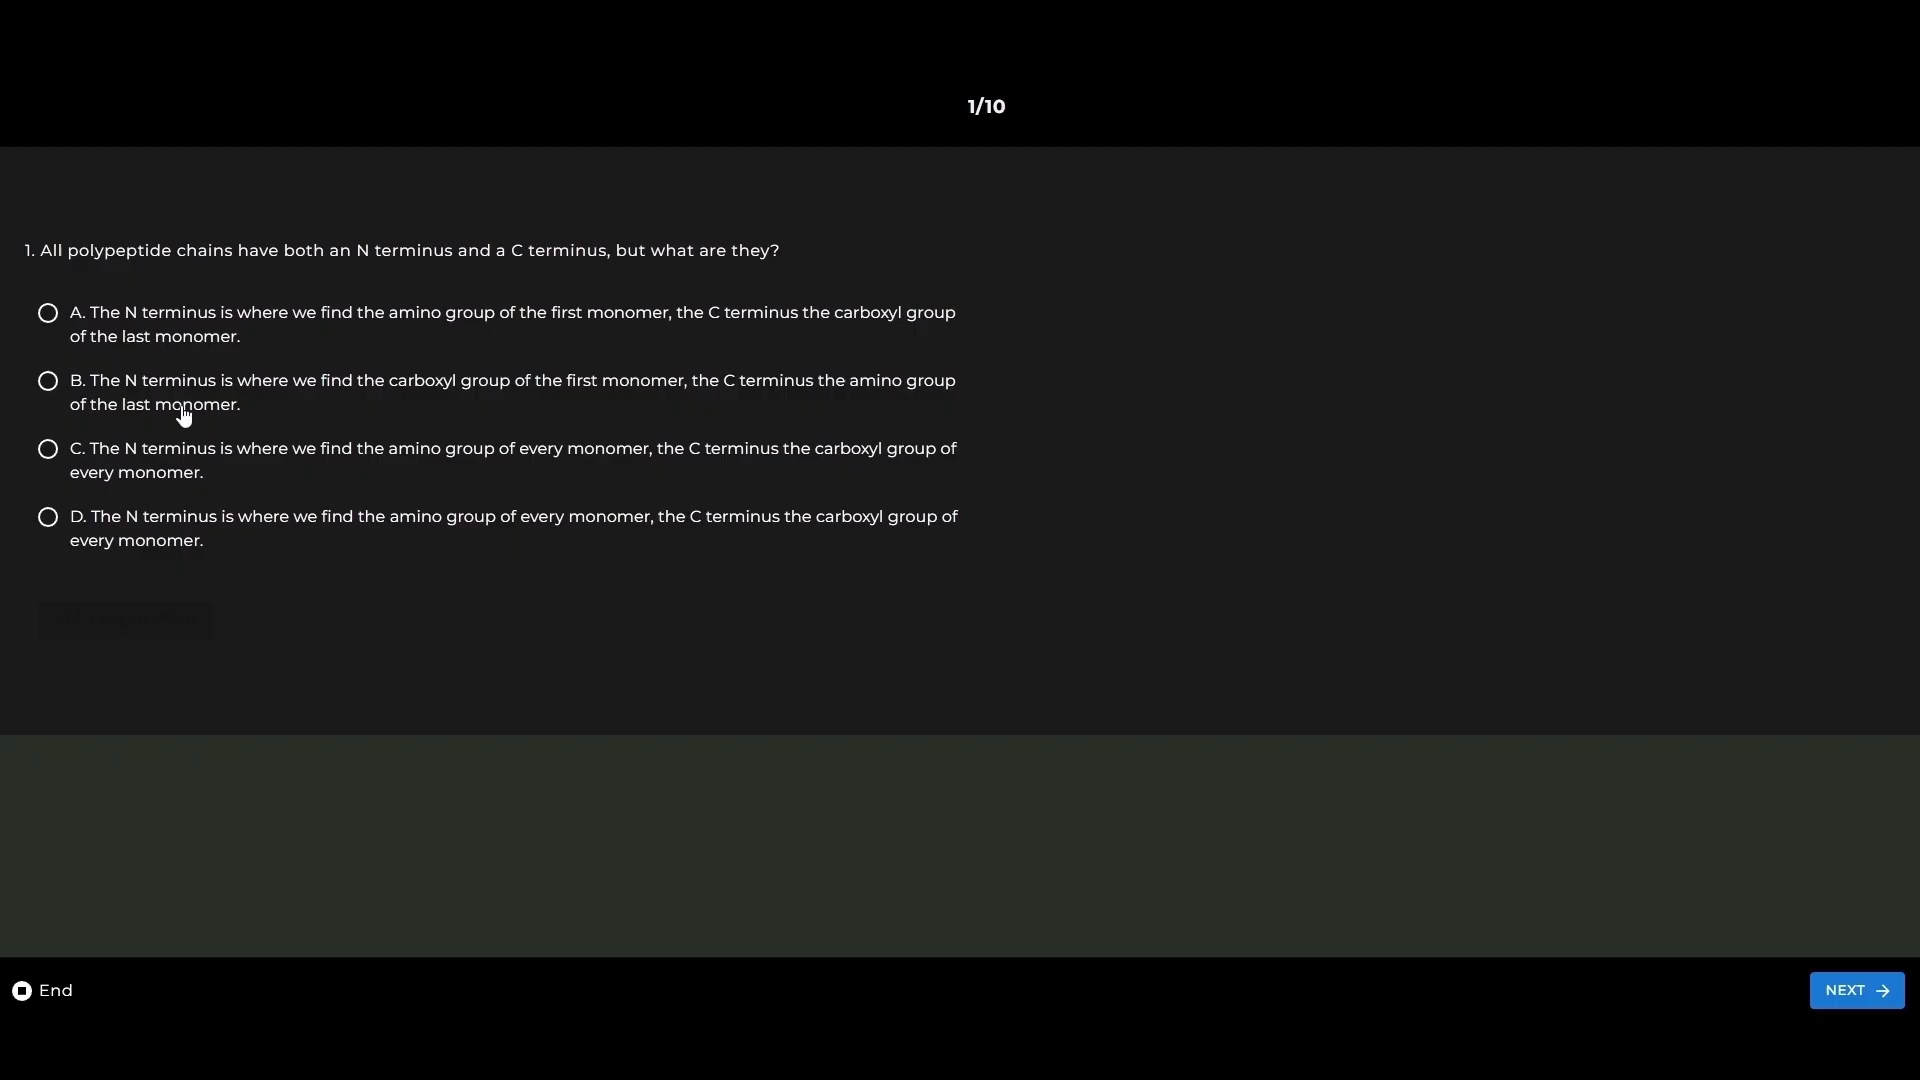 1/10
1. All polypeptide chains have both an N terminus and a C terminus, but what are they?
A. The N terminus is where we find the amino group of the first monomer, the C terminus the carboxyl group
of the last monomer.
B. The N terminus is where we find the carboxyl group of the first monomer, the C terminus the amino group
of the last monomer.
C. The N terminus is where we find the amino group of every monomer, the C terminus the carboxyl group of
every monomer.
D. The N terminus is where we find the amino group of every monomer, the C terminus the carboxyl group of
every monomer.
End
NEXT